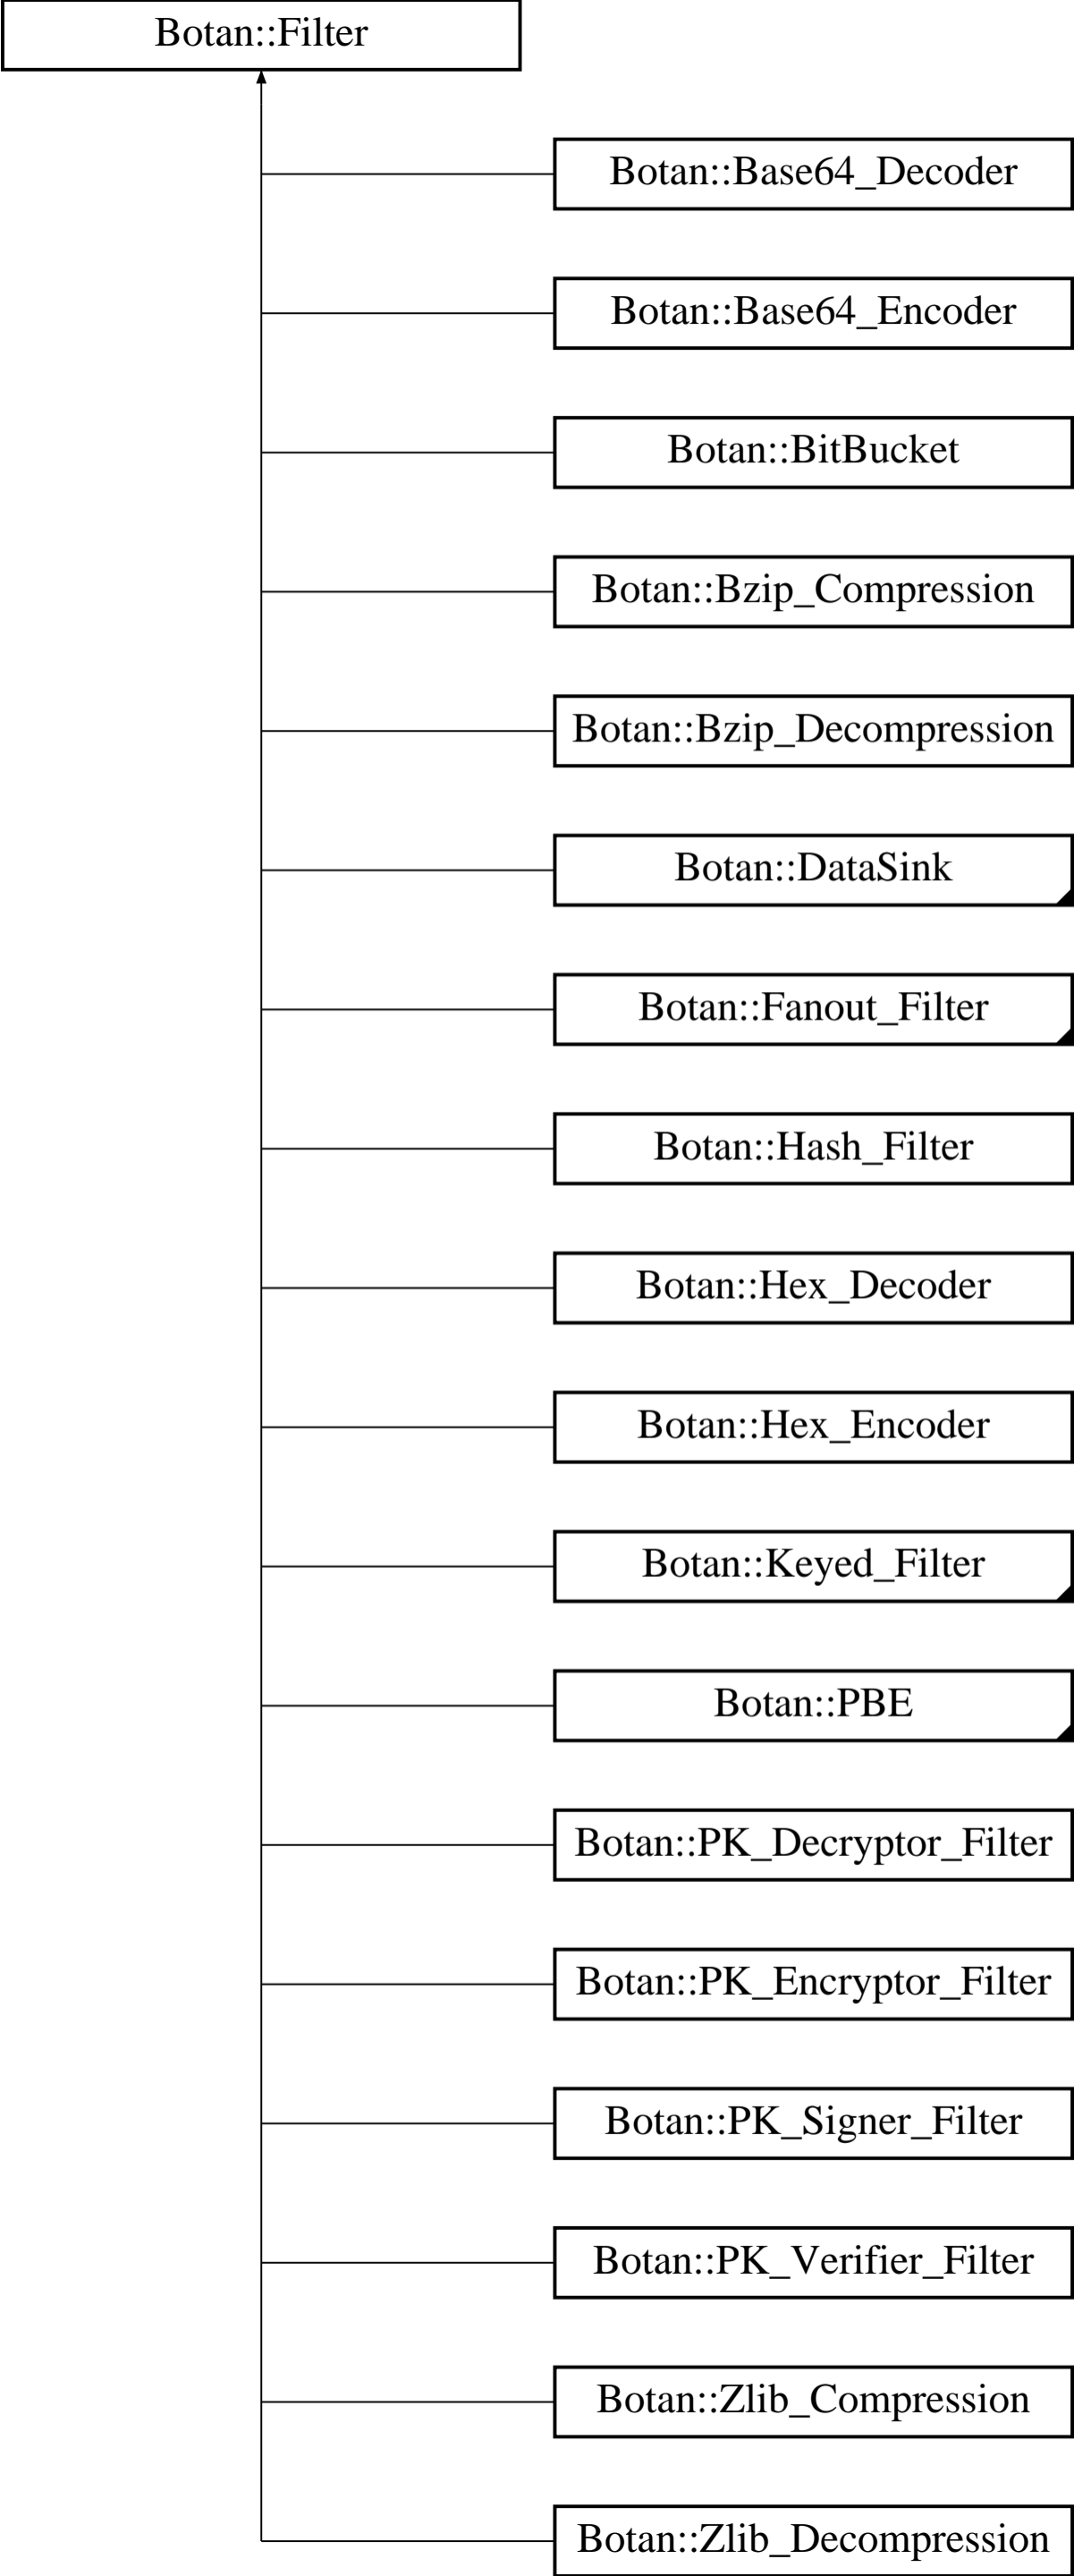 Botan::Filter
Botan::Base64_Decoder
Botan::Base64_Encoder
Botan::BitBucket
Botan::Bzip_Compression
Botan::Bzip_Decompression
Botan::DataSink
Botan::Fanout_Filter
Botan::Hash_Filter
Botan::Hex_Decoder
Botan::Hex_Encoder
Botan::Keyed_Filter
Botan::PBE
Botan::PK_Decryptor_Filter
Botan::PK_Encryptor_Filter
Botan::PK_Signer_Filter
Botan::PK_Verifier_Filter
Botan::Zlib_Compression
Botan::Zlib_Decompression